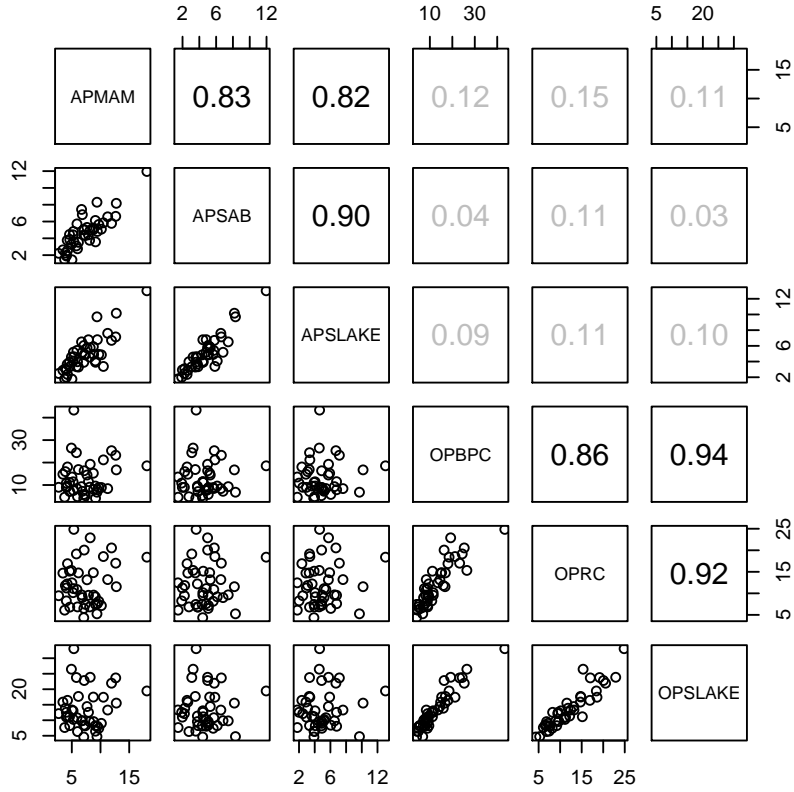 2 6 12 10 30 5 20
APMAM 0.83 0.82 0.12 0.15 0.11 5 15
2 6 12 APSAB 0.90 0.04 0.11 0.03
APSLAKE 0.09 0.11 0.10 2 6 12
10 30 OPBPC 0.86 0.94
OPRC 0.92 5 15 25
5 20 OPSLAKE
5 15 2 6 12 5 15 25